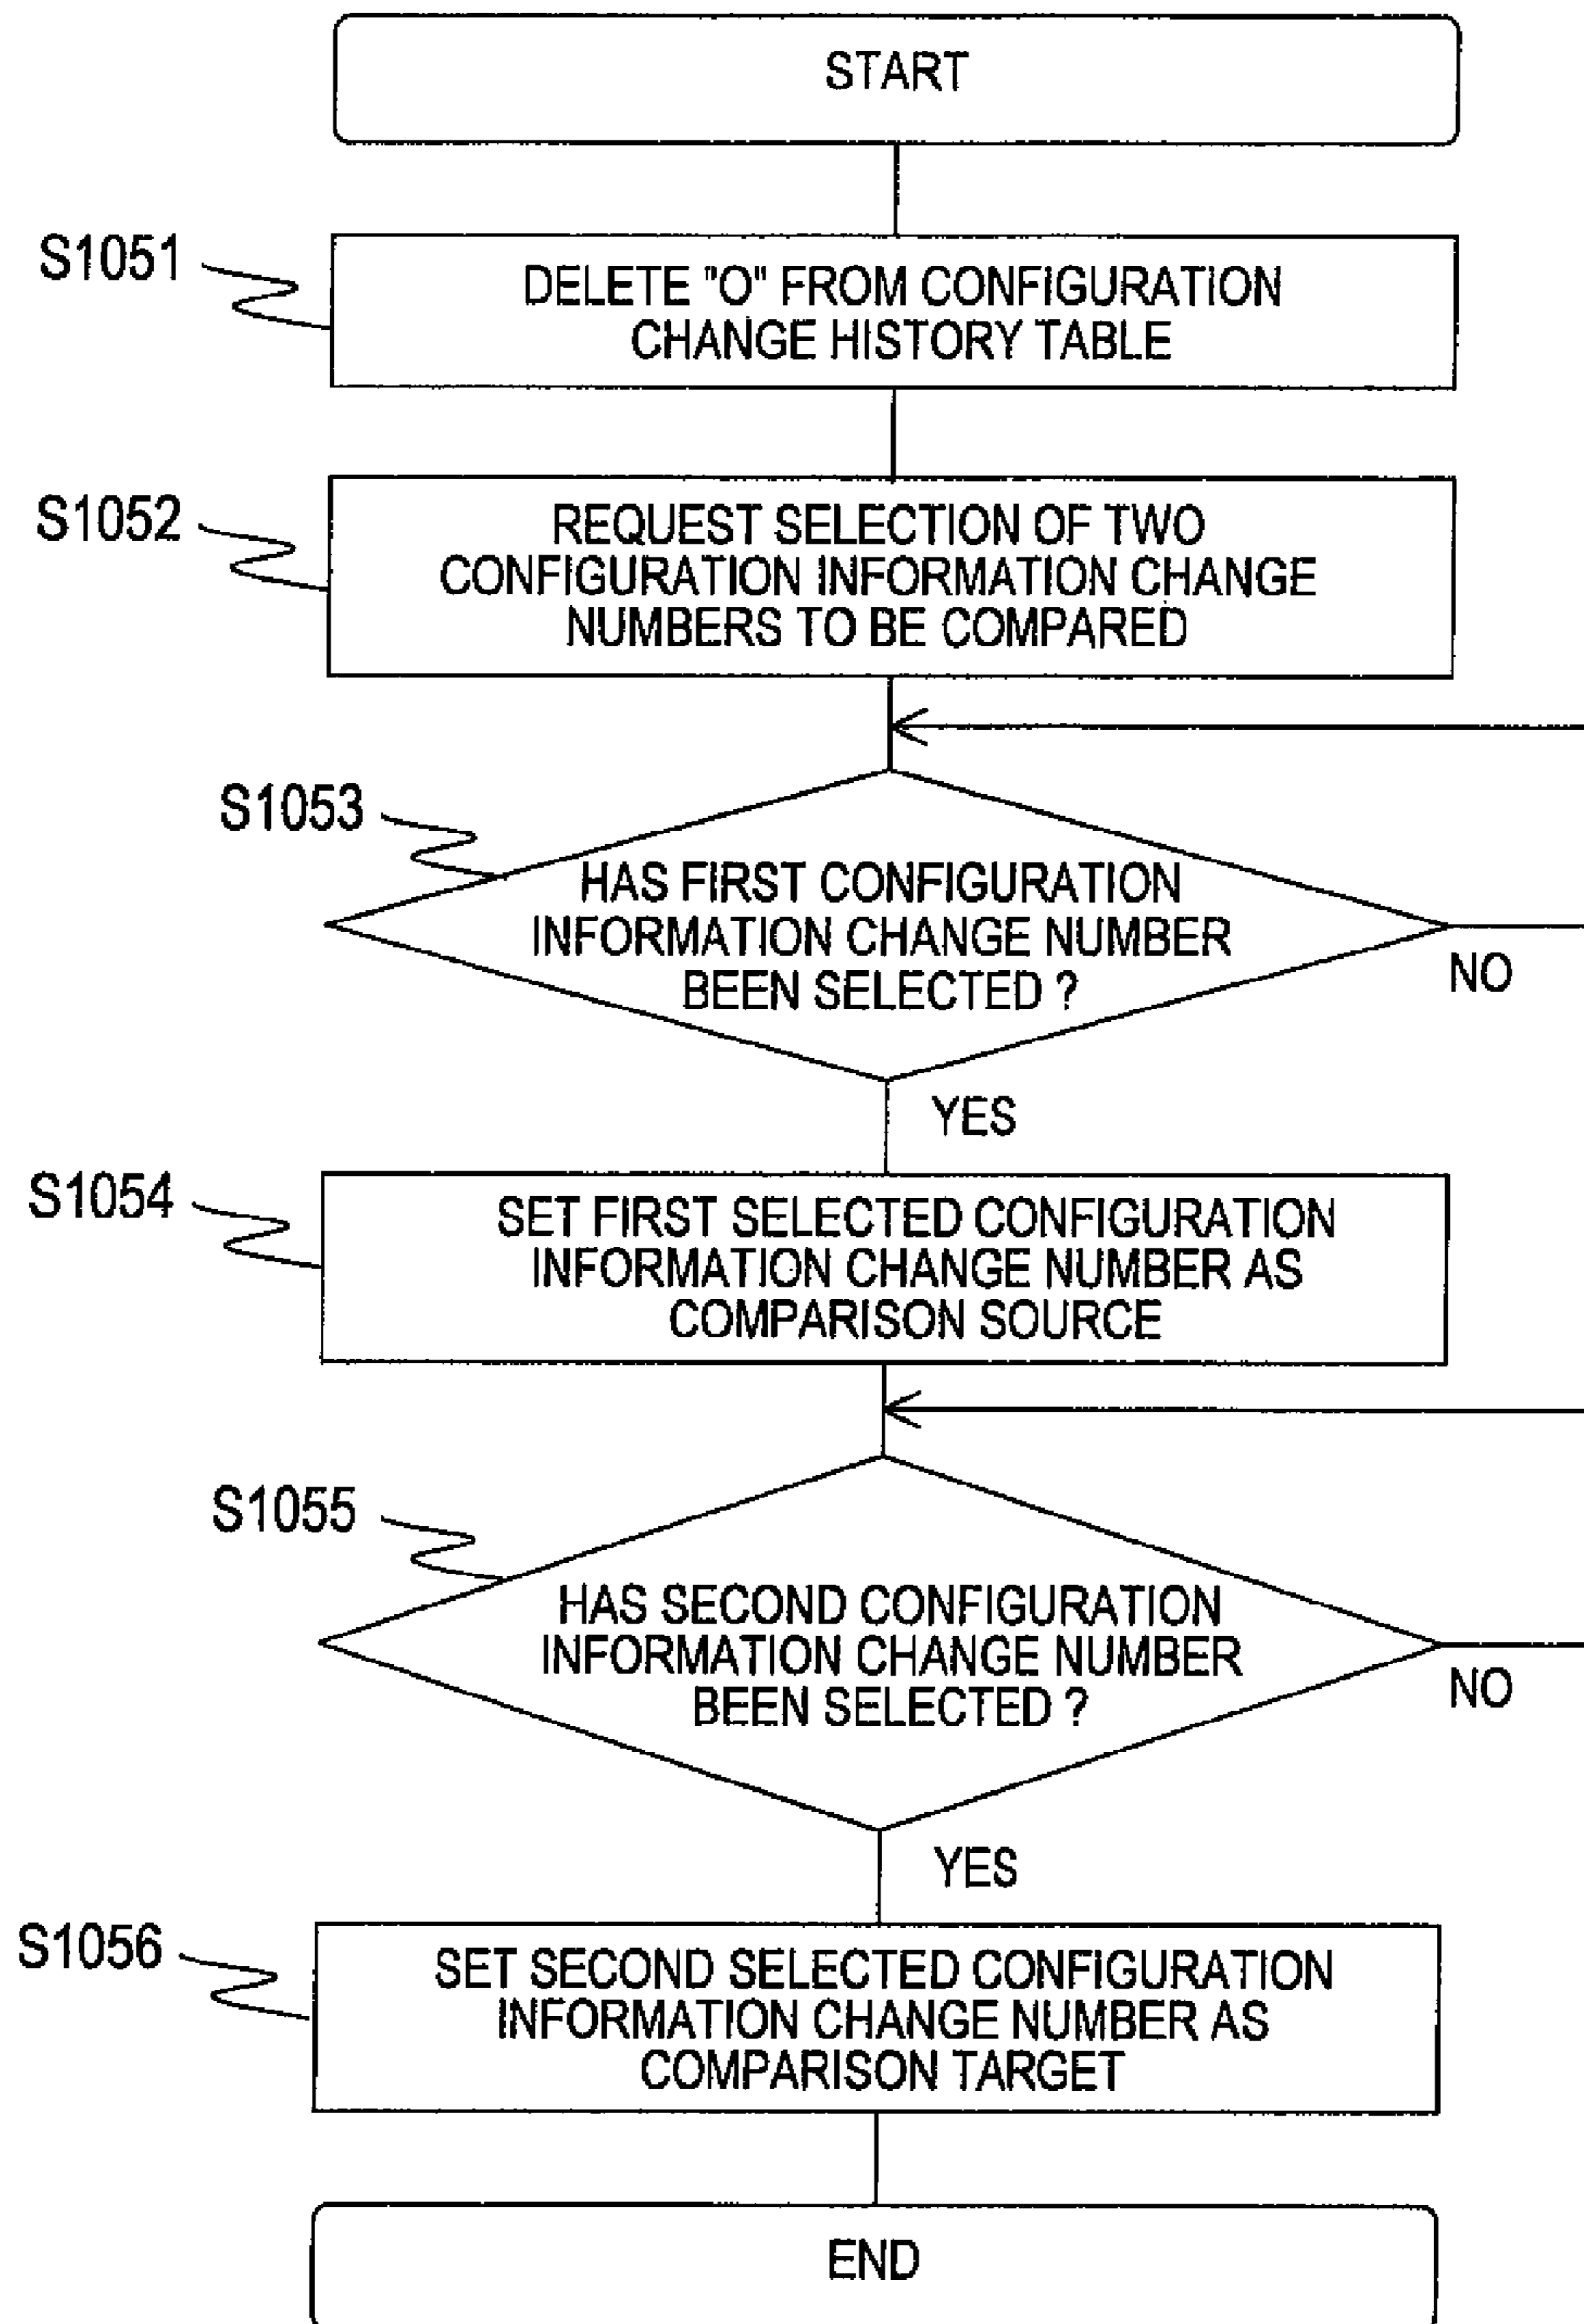 START
S1051
DELETE "O" FROM CONFIGURATION
CHANGE HISTORY TABLE
S1052
REQUEST SELECTION OF TWO
CONFIGURATION INFORMATION CHANGE
NUMBERS TO BE COMPARED
S1053
HAS FIRST CONFIGURATION
INFORMATION CHANGE NUMBER
BEEN SELECTED ?
NO
YES
S1054
SET FIRST SELECTED CONFIGURATION
INFORMATION CHANGE NUMBER AS
COMPARISON SOURCE
S1055
HAS SECOND CONFIGURATION
INFORMATION CHANGE NUMBER
BEEN SELECTED ?
NO
YES
S1056
SET SECOND SELECTED CONFIGURATION
INFORMATION CHANGE NUMBER AS
COMPARISON TARGET
END